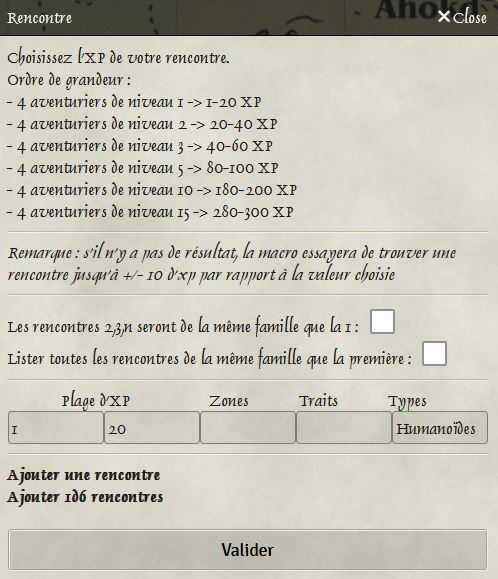 Ahokd
Rencontre
×Close
Choisissez l'XP de votre rencontre.
Ordre de grandeur :
- 4 aventuriers de niveau 1 -> 1-20 XP
- 4 aventuriers de niveau 2 -> 20-40 XP
- 4 aventuriers de niveau 3 -> 40-60 XP
- 4 aventuriers de niveau 5 -> 80-100 XP
- 4 aventuriers de niveau 10 -> 180-200 XP
- 4 aventuriers de niveau 15 -> 280-300 XP
Remarque : s'il n'y a pas de résultat, la macro essayera de trouver une
rencontre jusqu'à +/- 10 d'xp par rapport à la valeur choisie
Les rencontres 2,3,n seront de la même famille que la 1 :
Lister toutes les rencontres de la même famille que la première :
Plage d'XP Zones Traits Types
1 20 Humanoïdes
Ajouter une rencontre
Ajouter 1d6 rencontres
Valider